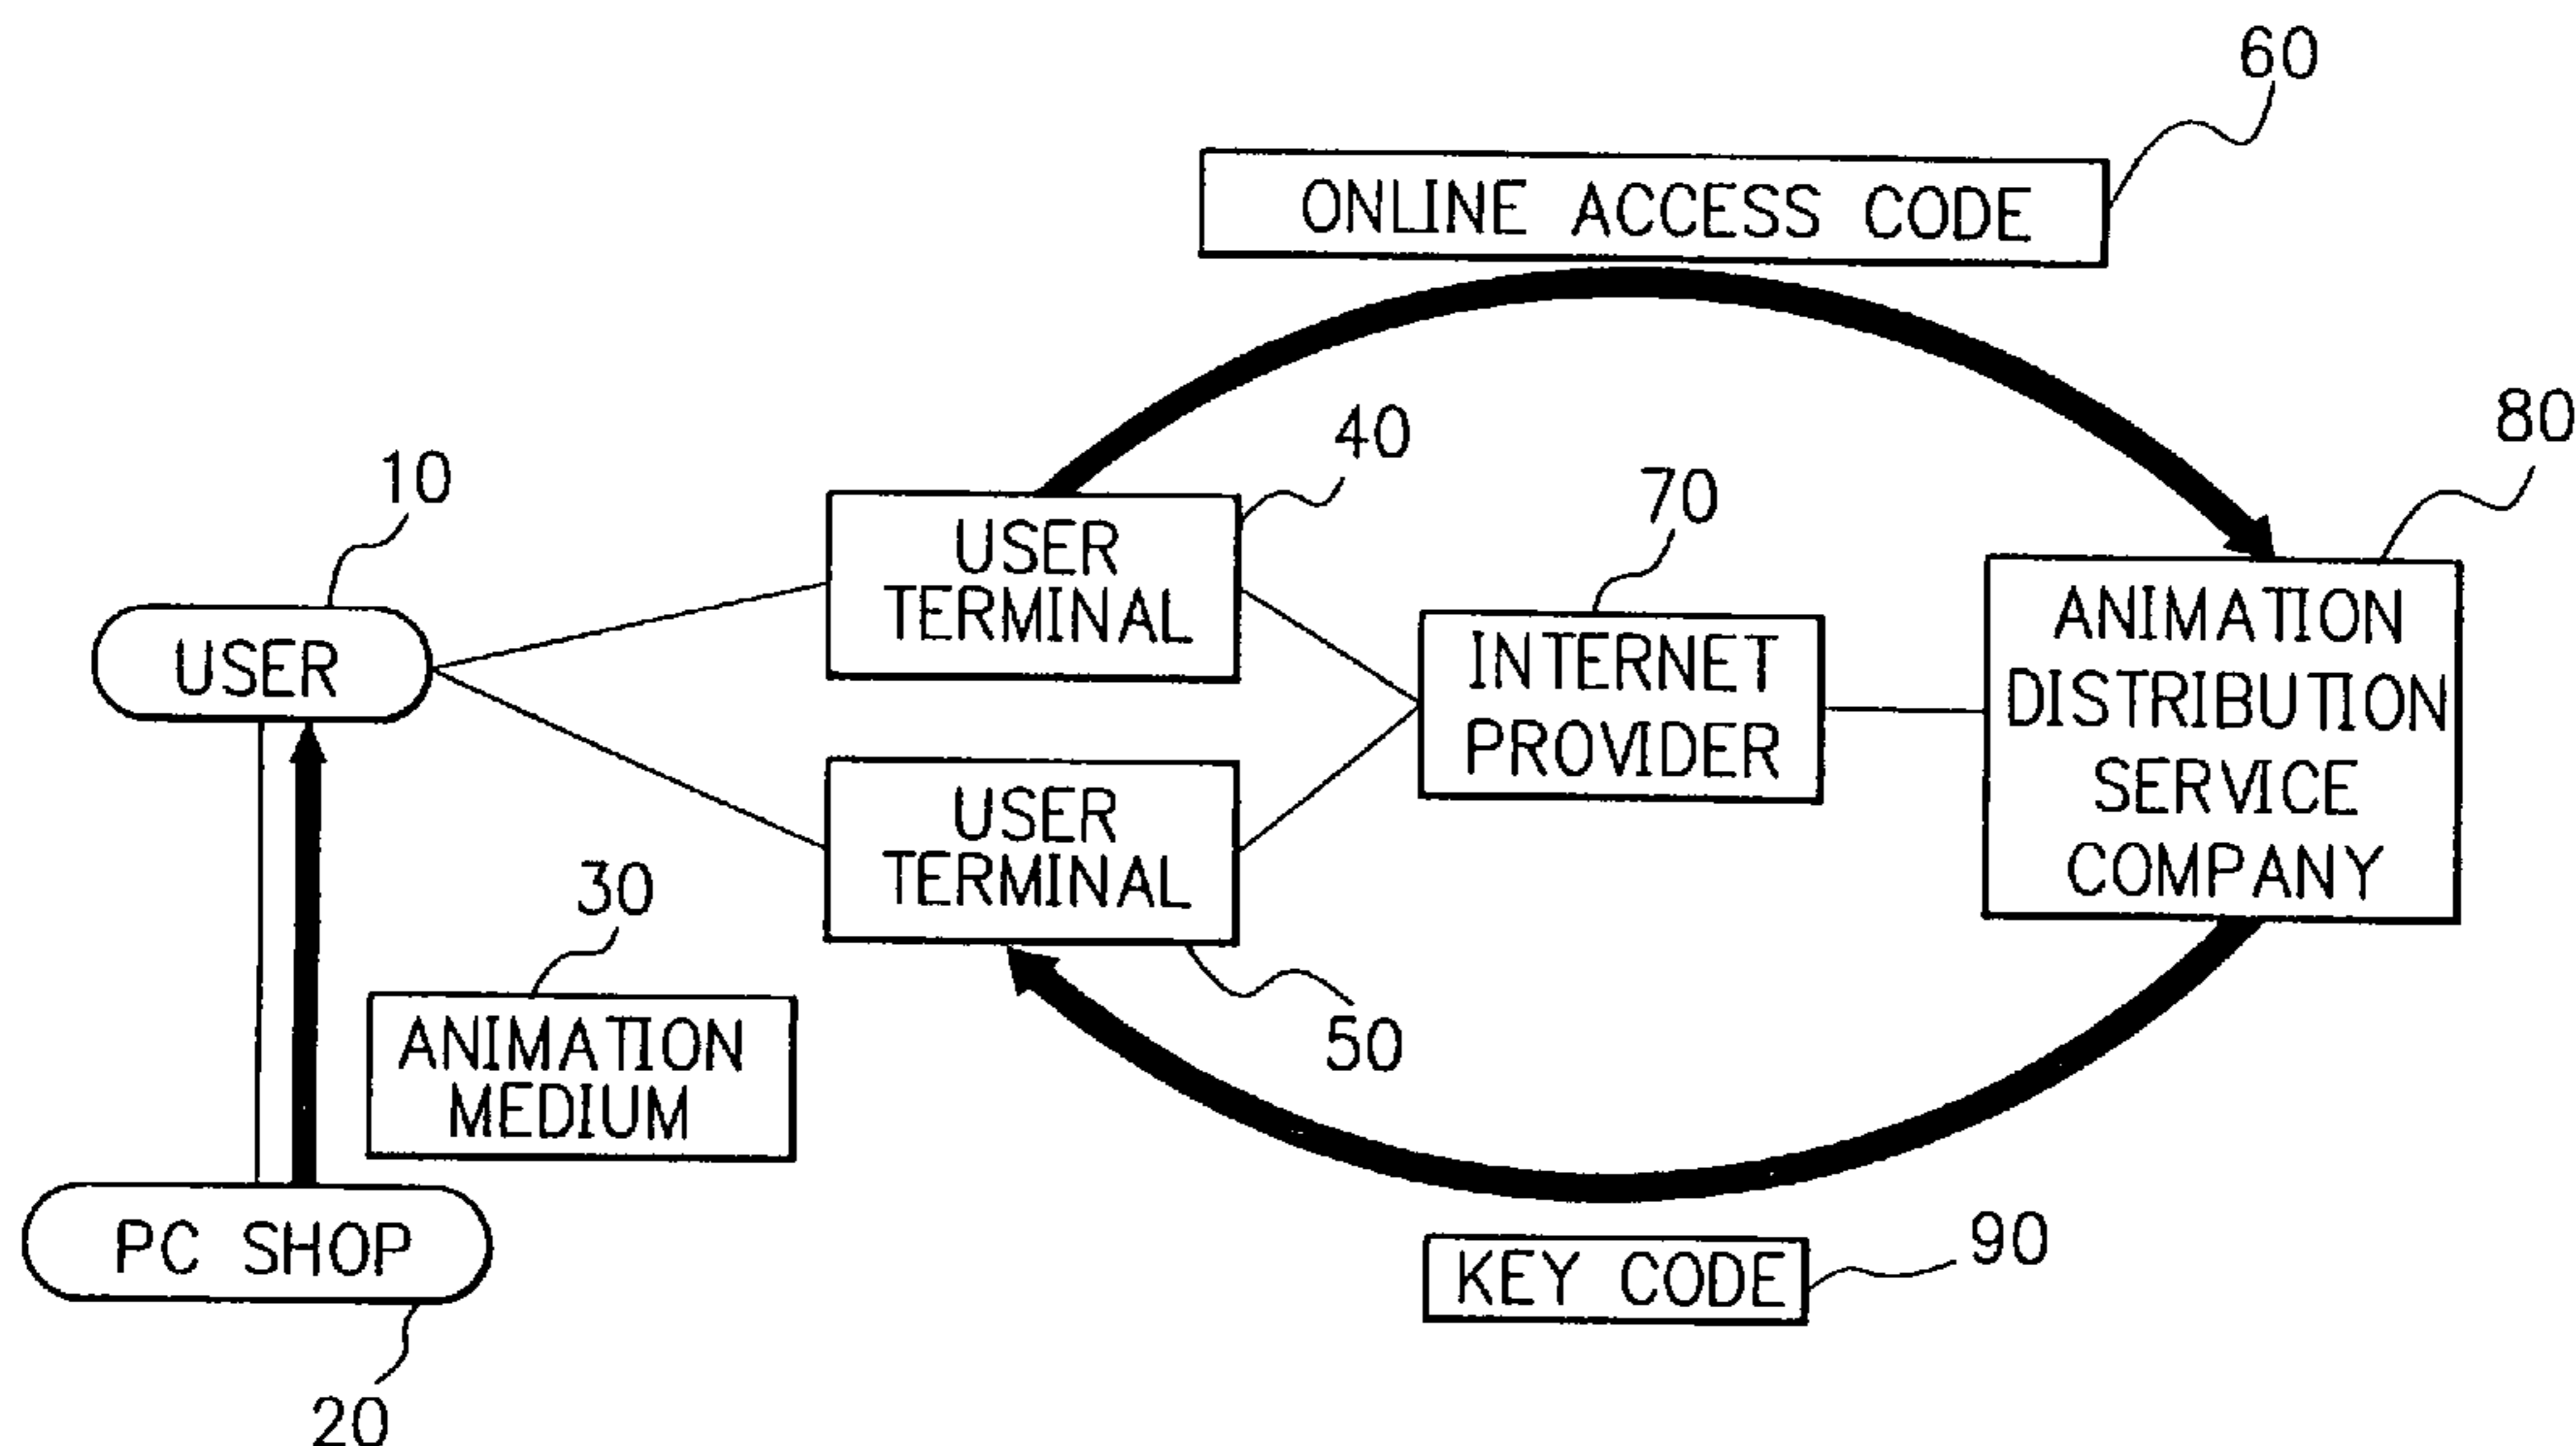 60
ONLINE ACCESS CODE
80
40
10
70
USER
TERMINAL
ANIMATION
DISTRIBUTION
SERVICE
COMPANY
USER
INTERNET
PROVIDER
USER
TERMINAL
30
ANIMATION
MEDIUM
50
PC SHOP
90
KEY CODE
20